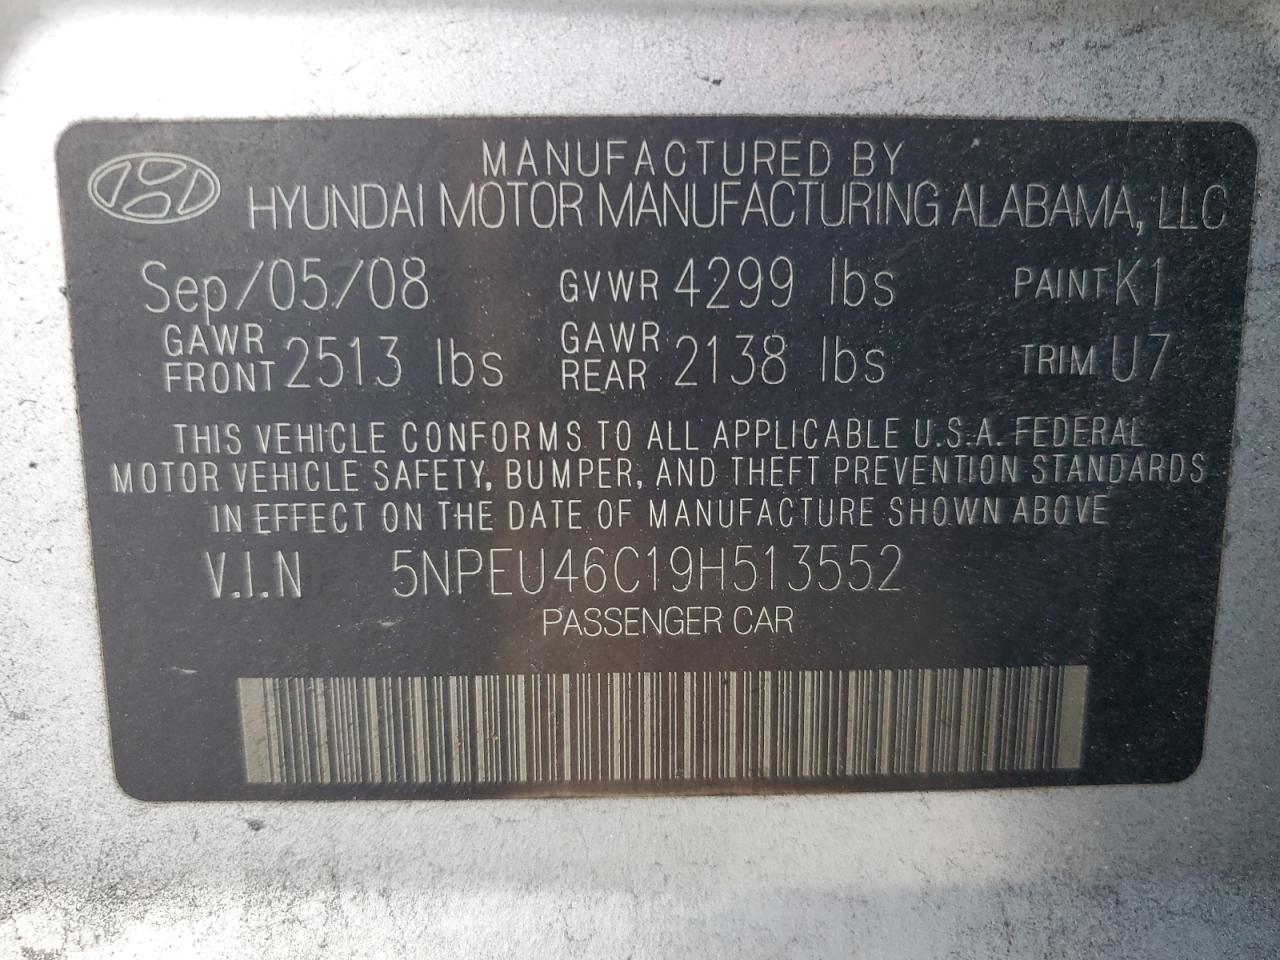 MANUFACTURED BY
HYUNDAI MOTOR MANUFACTURING ALABAMA, LLC
Sep/05/08 GVWR 4299 lbs PAINT K1
GAWR FRONT 2513 lbs GAWR REAR 2138 lbs TRIM U7
THIS VEHICLE CONFORMS TO ALL APPLICABLE U.S.A. FEDERAL
MOTOR VEHICLE SAFETY, BUMPER, AND THEFT PREVENTION STANDARDS
IN EFFECT ON THE DATE OF MANUFACTURE SHOWN ABOVE
V.I.N 5NPEU46C19H513552
PASSENGER CAR